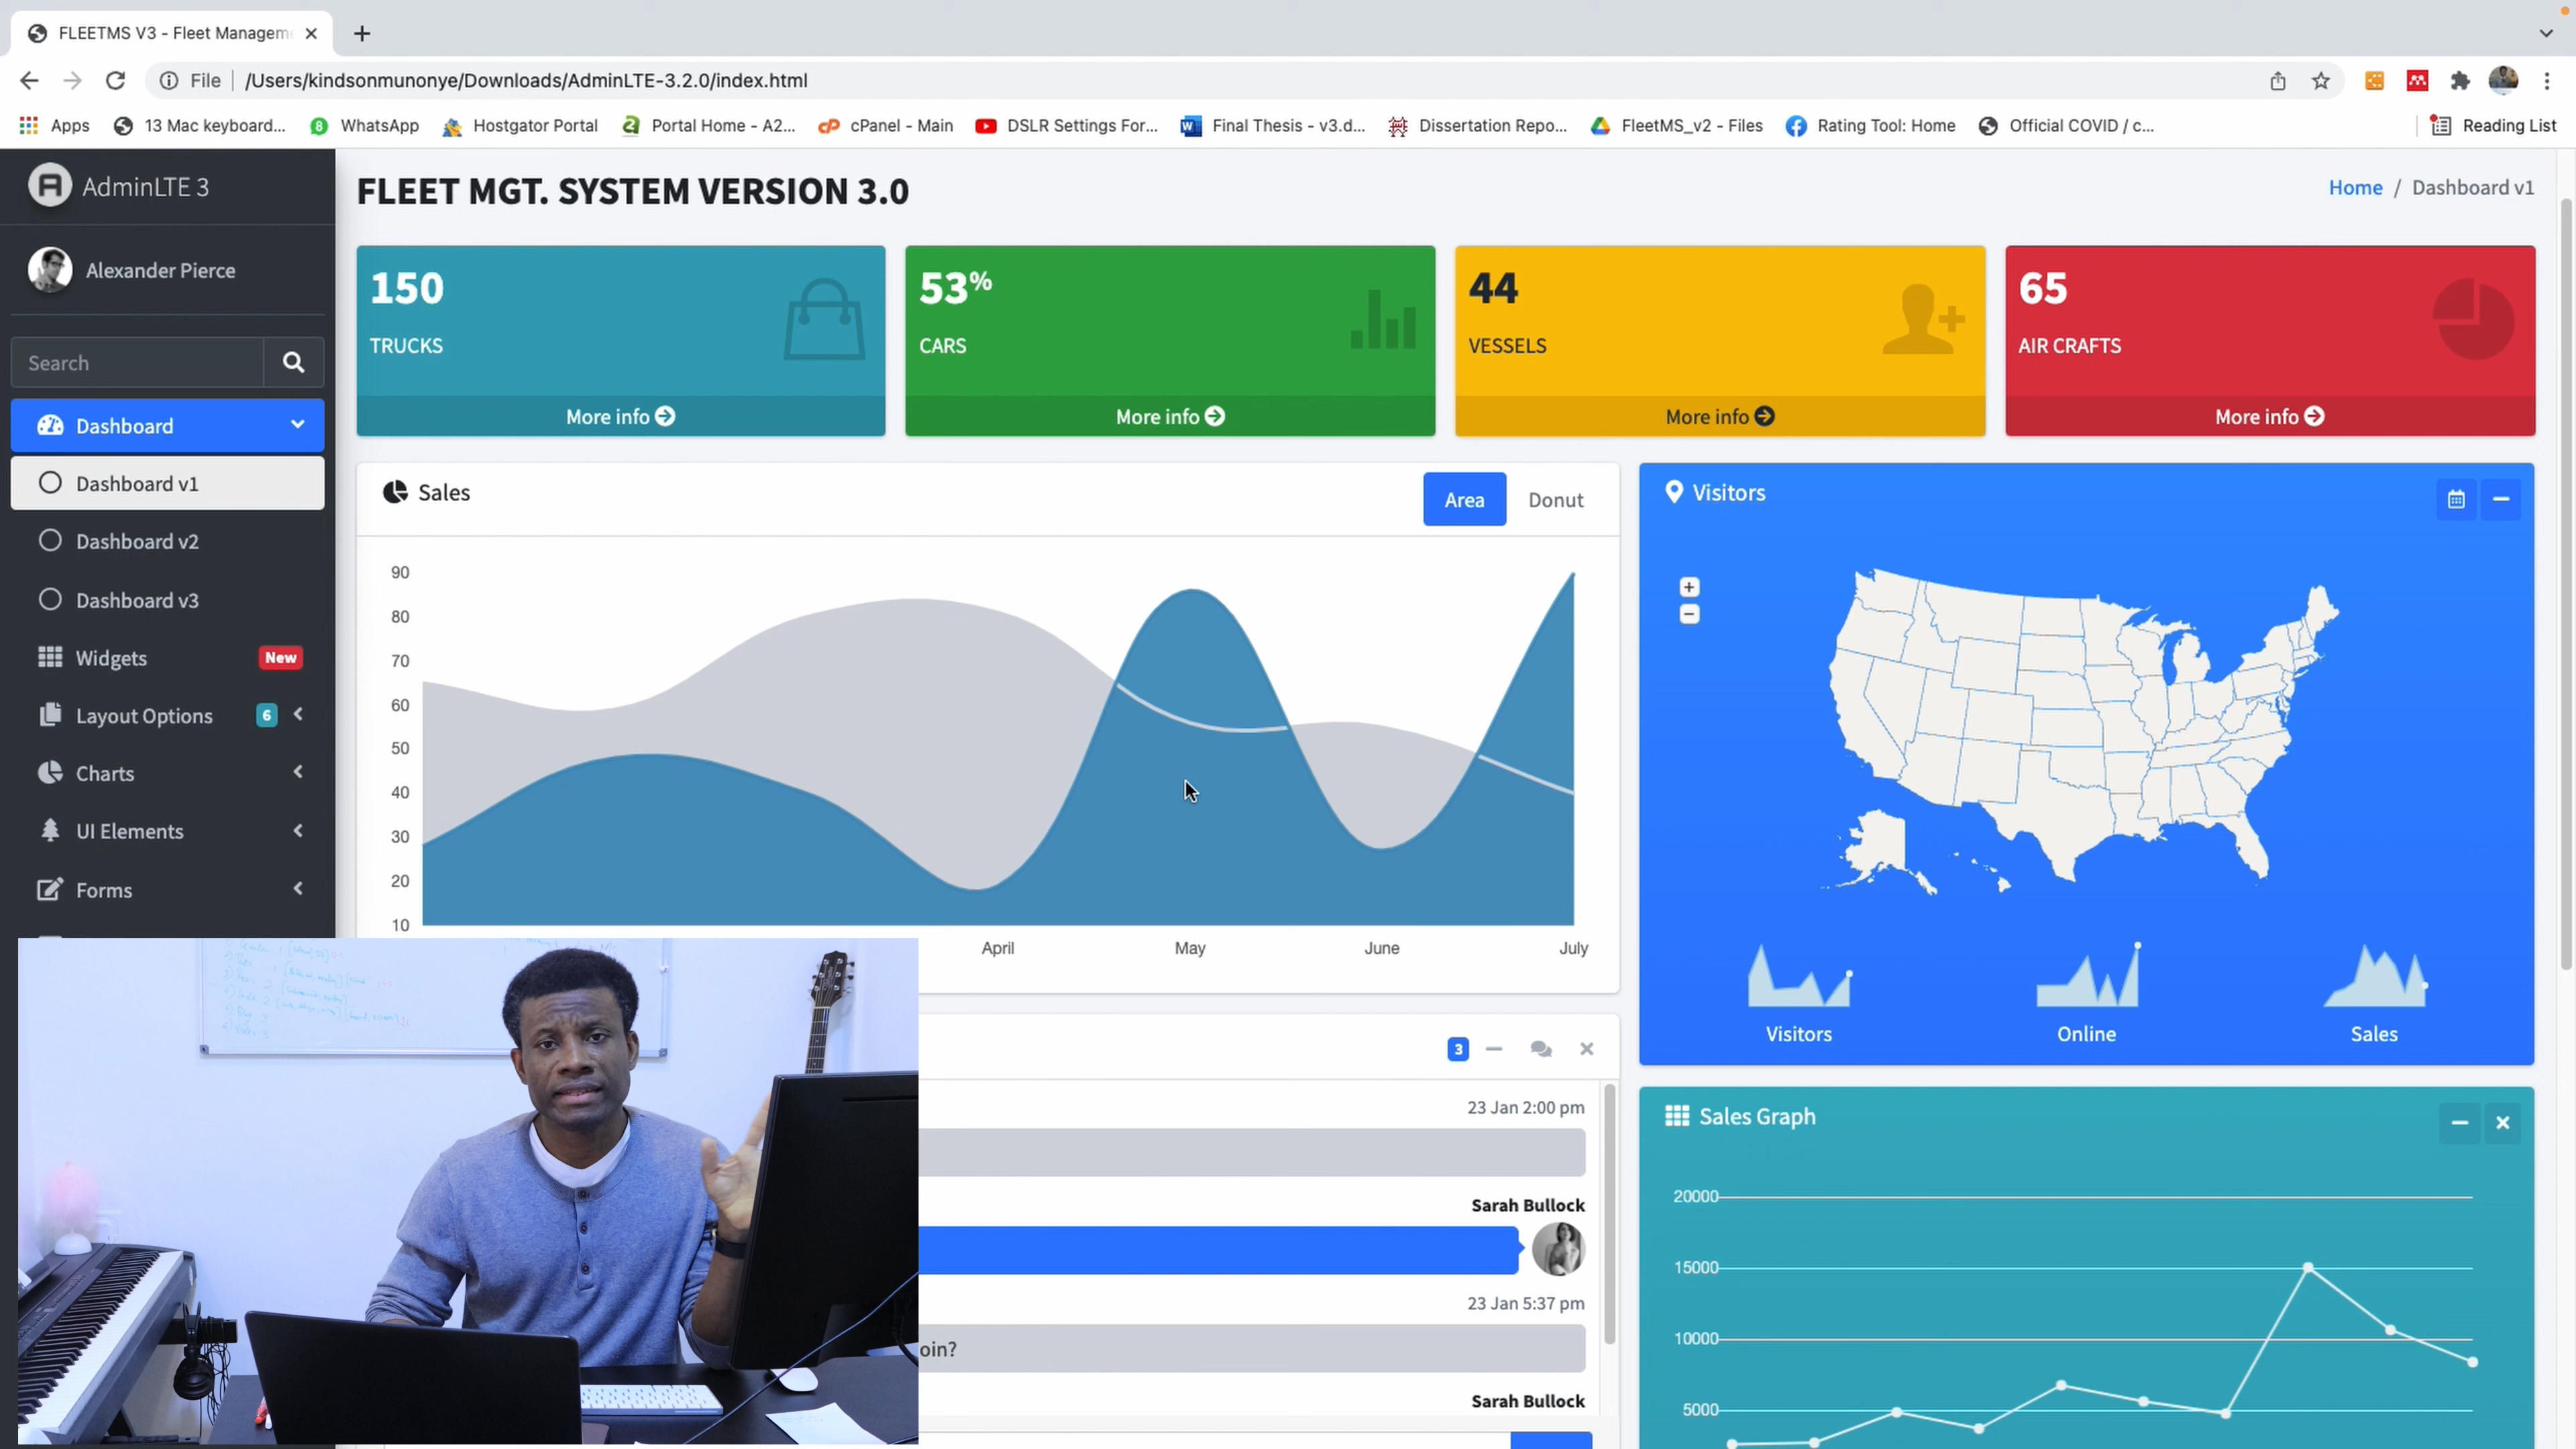 FLEETMS V3 - Fleet Managem
File /Users/kindsonmunonye/Downloads/AdminLTE-3.2.0/index.html
Apps 13 Mac keyboard... WhatsApp Hostgator Portal Portal Home - A2... cPanel - Main DSLR Settings For... Final Thesis - v3.d... Dissertation Repo... FleetMS_v2 - Files Rating Tool: Home Official COVID / c... Reading List
AdminLTE 3
Alexander Pierce
Search
Dashboard
Dashboard v1
Dashboard v2
Dashboard v3
Widgets New
Layout Options 6
Charts
UI Elements
Forms
FLEET MGT. SYSTEM VERSION 3.0
Home / Dashboard v1
150
TRUCKS
More info
53%
CARS
More info
44
VESSELS
More info
65
AIR CRAFTS
More info
Sales
Area Donut
90
80
70
60
50
40
30
20
10
April May June July
Visitors
+
−
Visitors Online Sales
3
23 Jan 2:00 pm
Sarah Bullock
23 Jan 5:37 pm
oin?
Sarah Bullock
Sales Graph
20000
15000
10000
5000